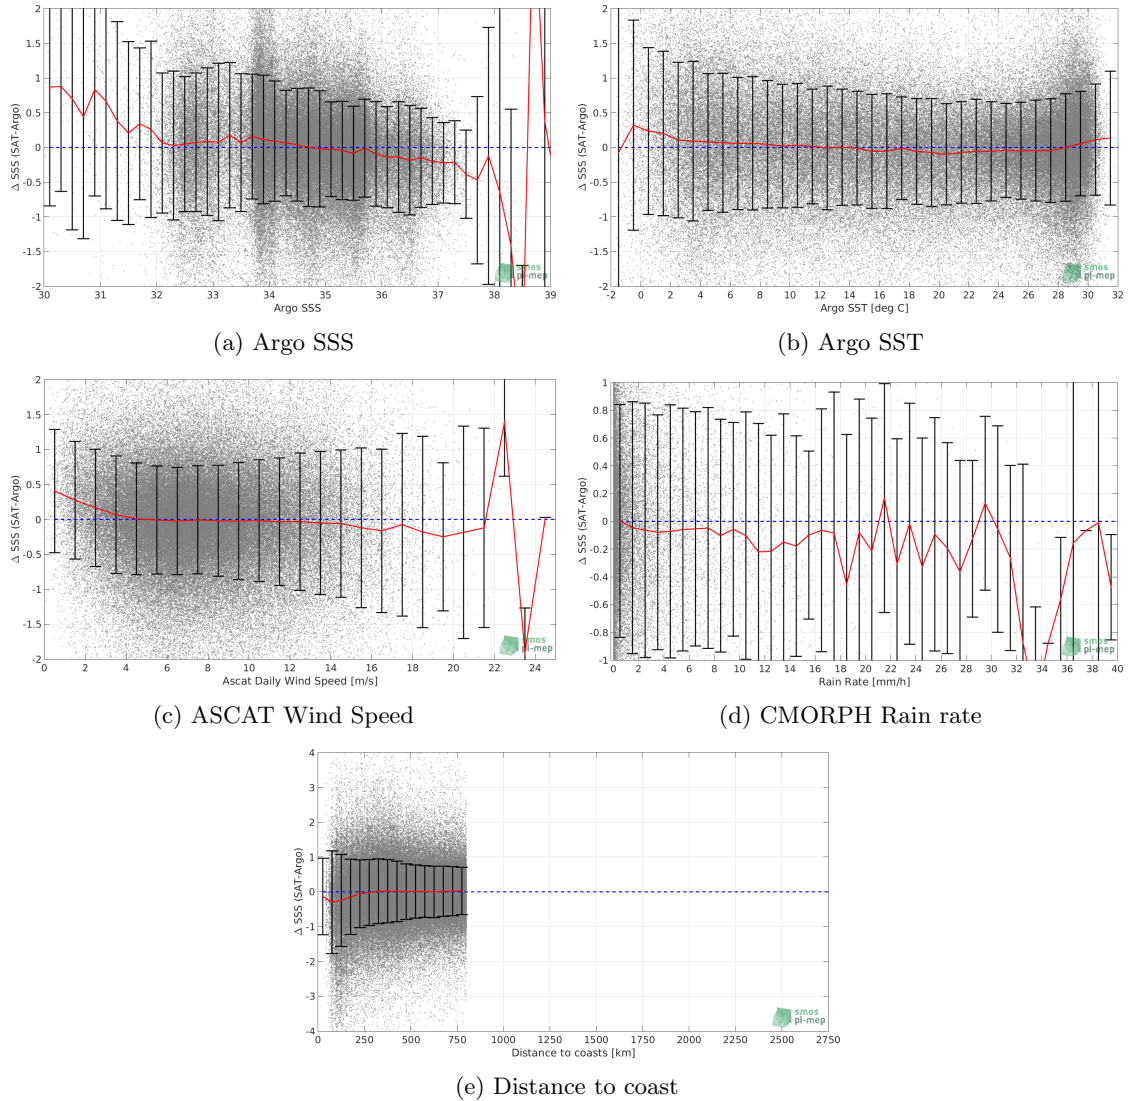 2
1.5
1
0.5
0
-0.5
-1
-1.5
-2
Δ SSS (SAT-Argo)
30 31 32 33 34 35 36 37 38 39
Argo SSS
smos
pi-mep
(a) Argo SSS
2
1.5
1
0.5
0
-0.5
-1
-1.5
-2
Δ SSS (SAT-Argo)
-2 0 2 4 6 8 10 12 14 16 18 20 22 24 26 28 30 32
Argo SST [deg C]
smos
pi-mep
(b) Argo SST
2
1.5
1
0.5
0
-0.5
-1
-1.5
-2
Δ SSS (SAT-Argo)
0 2 4 6 8 10 12 14 16 18 20 22 24
Ascat Daily Wind Speed [m/s]
smos
pi-mep
(c) ASCAT Wind Speed
1
0.8
0.6
0.4
0.2
0
-0.2
-0.4
-0.6
-0.8
-1
Δ SSS (SAT-Argo)
0 2 4 6 8 10 12 14 16 18 20 22 24 26 28 30 32 34 36 38 40
Rain Rate [mm/h]
smos
pi-mep
(d) CMORPH Rain rate
4
3
2
1
0
-1
-2
-3
-4
Δ SSS (SAT-Argo)
0 250 500 750 1000 1250 1500 1750 2000 2250 2500 2750
Distance to coasts [km]
smos
pi-mep
(e) Distance to coast